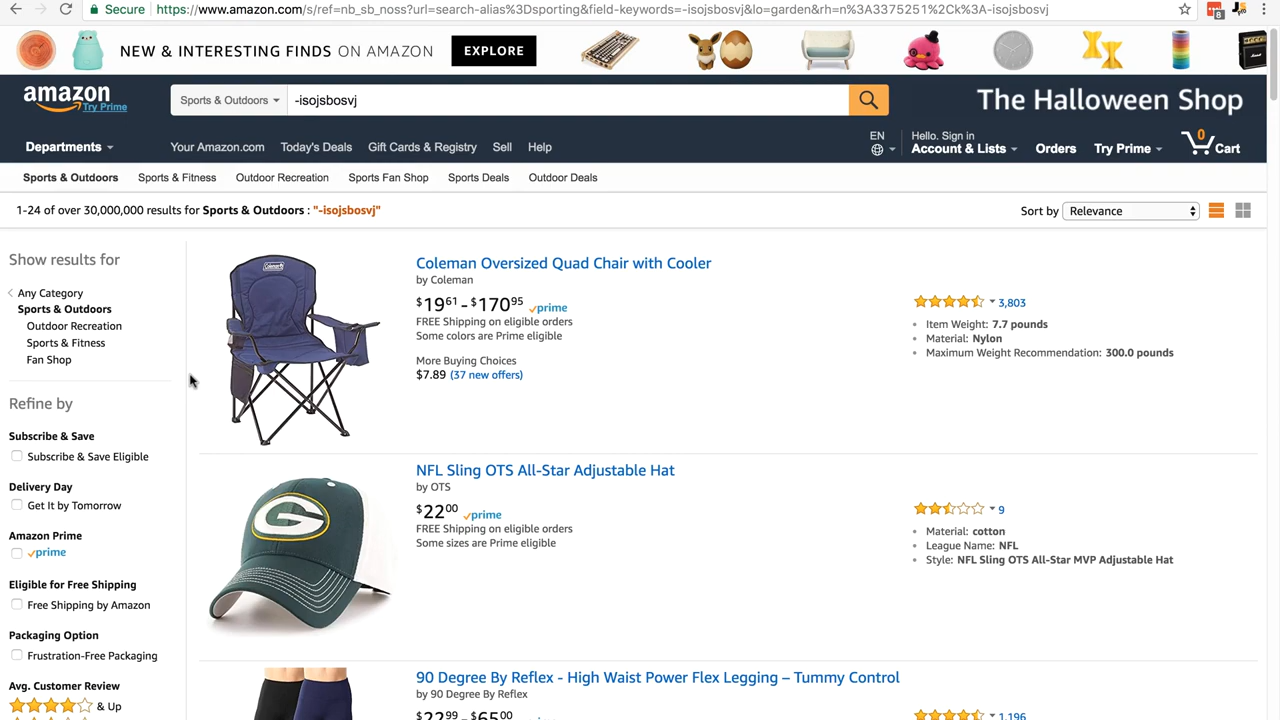 Secure https://www.amazon.com/s/ref=nb_sb_noss?url=search-alias%3Dsporting&field-keywords=-isojsbosvj&lo=garden&rh=n%3A3375251%2Ck%3A-isojsbosvj
8
NEW & INTERESTING FINDS ON AMAZON EXPLORE
amazon
Try Prime
Sports & Outdoors -isojsbosvj
The Halloween Shop
Departments
Your Amazon.com Today's Deals Gift Cards & Registry Sell Help
EN
Hello. Sign in
Account & Lists Orders Try Prime 0 Cart
Sports & Outdoors Sports & Fitness Outdoor Recreation Sports Fan Shop Sports Deals Outdoor Deals
1-24 of over 30,000,000 results for Sports & Outdoors : "-isojsbosvj"
Sort by Relevance
Show results for
Any Category
Sports & Outdoors
Outdoor Recreation
Sports & Fitness
Fan Shop
Refine by
Subscribe & Save
Subscribe & Save Eligible
Delivery Day
Get It by Tomorrow
Amazon Prime
prime
Eligible for Free Shipping
Free Shipping by Amazon
Packaging Option
Frustration-Free Packaging
Avg. Customer Review
& Up
Coleman
Coleman Oversized Quad Chair with Cooler
by Coleman
$1961 - $17095 prime
FREE Shipping on eligible orders
Some colors are Prime eligible
More Buying Choices
$7.89 (37 new offers)
3,803
Item Weight: 7.7 pounds
Material: Nylon
Maximum Weight Recommendation: 300.0 pounds
G
NFL Sling OTS All-Star Adjustable Hat
by OTS
$2200 prime
FREE Shipping on eligible orders
Some sizes are Prime eligible
9
Material: cotton
League Name: NFL
Style: NFL Sling OTS All-Star MVP Adjustable Hat
90 Degree By Reflex - High Waist Power Flex Legging – Tummy Control
by 90 Degree By Reflex
$2299 - $6500
1,196